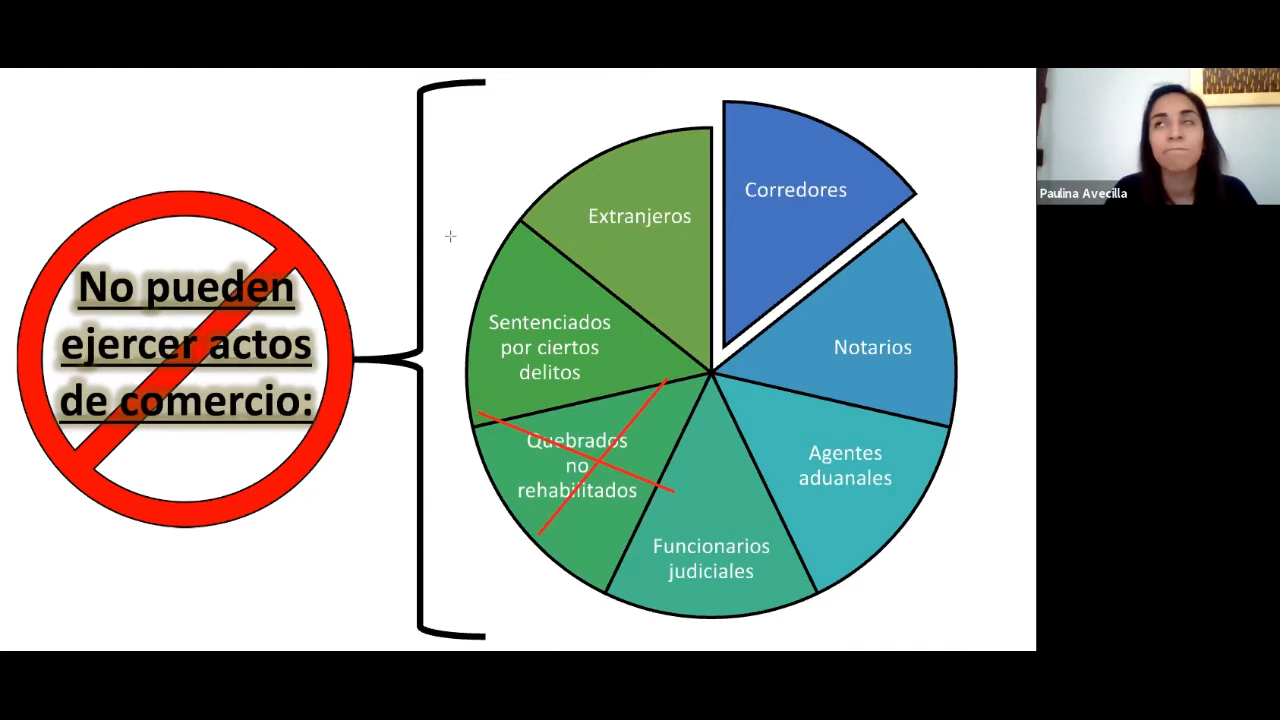 No pueden
ejercer actos
de comercio:
Extranjeros
Corredores
Sentenciados
por ciertos
delitos
Notarios
Quebrados
no
rehabilitados
Agentes
aduanales
Funcionarios
judiciales
Paulina Avecilla